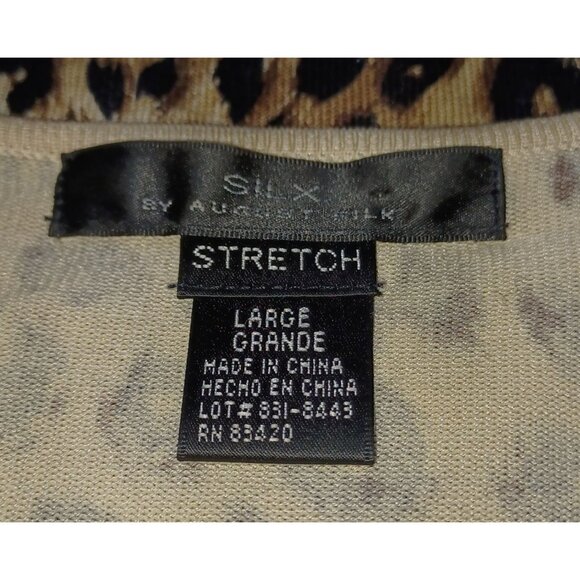 SILX
BY AUGUST SILK
STRETCH
LARGE
GRANDE
MADE IN CHINA
HECHO EN CHINA
LOT# 831-8443
RN 83420